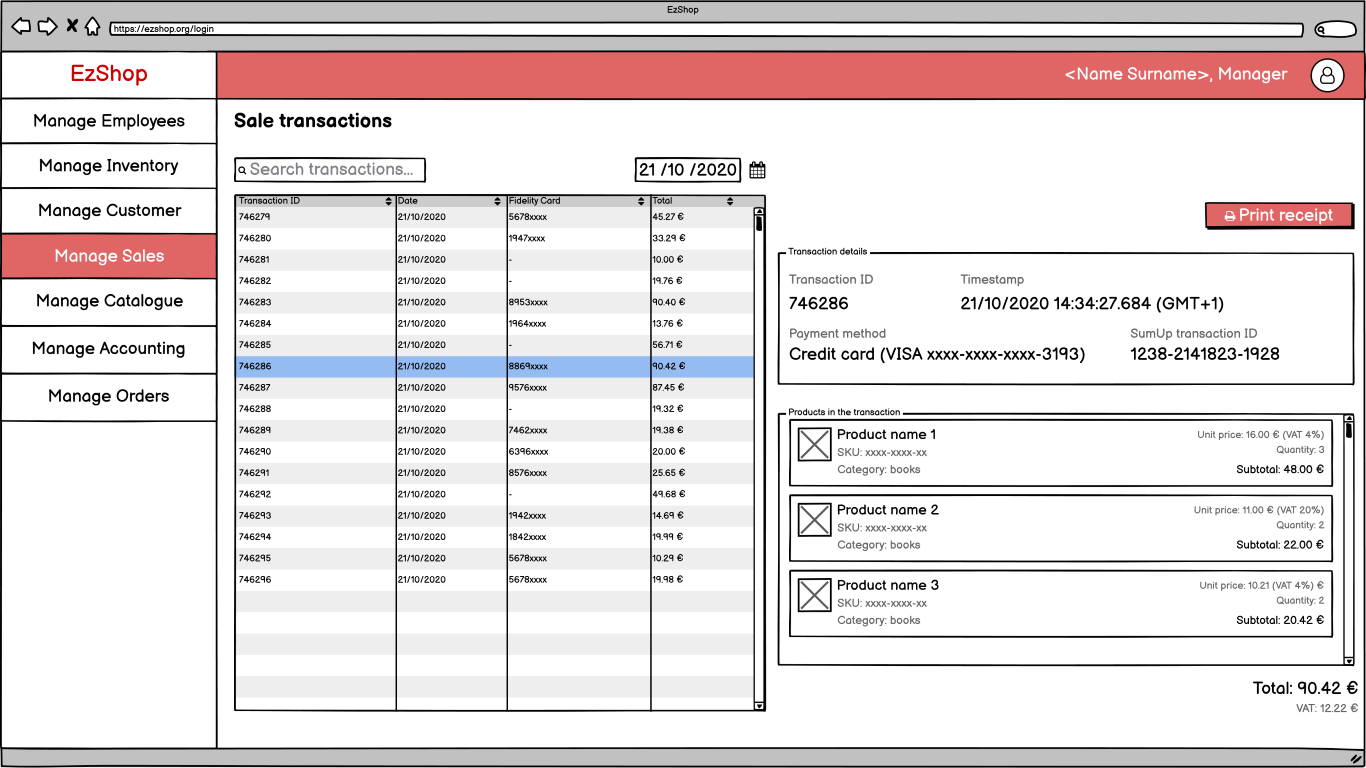 EzShop
https://ezshop.org/login
EzShop
<Name Surname>, Manager
Manage Employees
Manage Inventory
Manage Customer
Manage Sales
Manage Catalogue
Manage Accounting
Manage Orders
Sale transactions
Search transactions...
21 /10 /2020
Transaction ID Date Fidelity Card Total
746279 21/10/2020 5678xxxx 45.27 €
746280 21/10/2020 1947xxxx 33.29 €
746281 21/10/2020 - 10.00 €
746282 21/10/2020 - 19.76 €
746283 21/10/2020 8953xxxx 90.40 €
746284 21/10/2020 1964xxxx 13.76 €
746285 21/10/2020 - 56.71 €
746286 21/10/2020 8869xxxx 90.42 €
746287 21/10/2020 9576xxxx 87.45 €
746288 21/10/2020 - 19.32 €
746289 21/10/2020 7462xxxx 19.38 €
746290 21/10/2020 6396xxxx 20.00 €
746291 21/10/2020 8576xxxx 25.65 €
746292 21/10/2020 - 49.68 €
746293 21/10/2020 1942xxxx 14.69 €
746294 21/10/2020 1842xxxx 19.99 €
746295 21/10/2020 5678xxxx 10.29 €
746296 21/10/2020 5678xxxx 19.98 €
Print receipt
Transaction details
Transaction ID Timestamp
746286 21/10/2020 14:34:27.684 (GMT+1)
Payment method SumUp transaction ID
Credit card (VISA xxxx-xxxx-xxxx-3193) 1238-2141823-1928
Products in the transaction
Product name 1 Unit price: 16.00 € (VAT 4%)
SKU: xxxx-xxxx-xx Quantity: 3
Category: books Subtotal: 48.00 €
Product name 2 Unit price: 11.00 € (VAT 20%)
SKU: xxxx-xxxx-xx Quantity: 2
Category: books Subtotal: 22.00 €
Product name 3 Unit price: 10.21 (VAT 4%) €
SKU: xxxx-xxxx-xx Quantity: 2
Category: books Subtotal: 20.42 €
Total: 90.42 €
VAT: 12.22 €